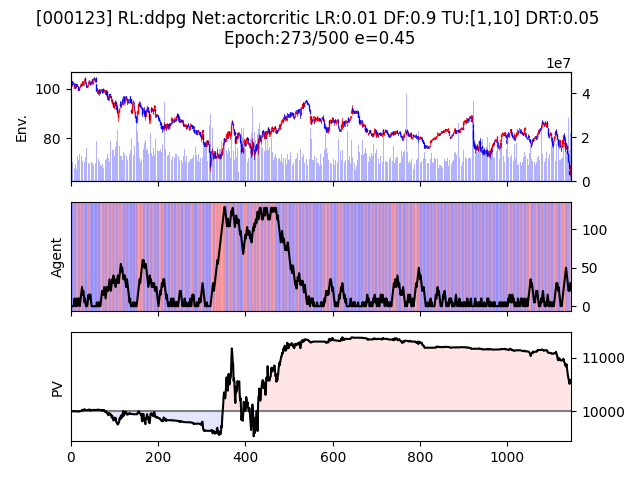 [000123] RL:ddpg Net:actorcritic LR:0.01 DF:0.9 TU:[1,10] DRT:0.05
Epoch:273/500 e=0.45
1e7
100
80
Env.
4
2
0
Agent
100
50
0
PV
11000
10000
0 200 400 600 800 1000